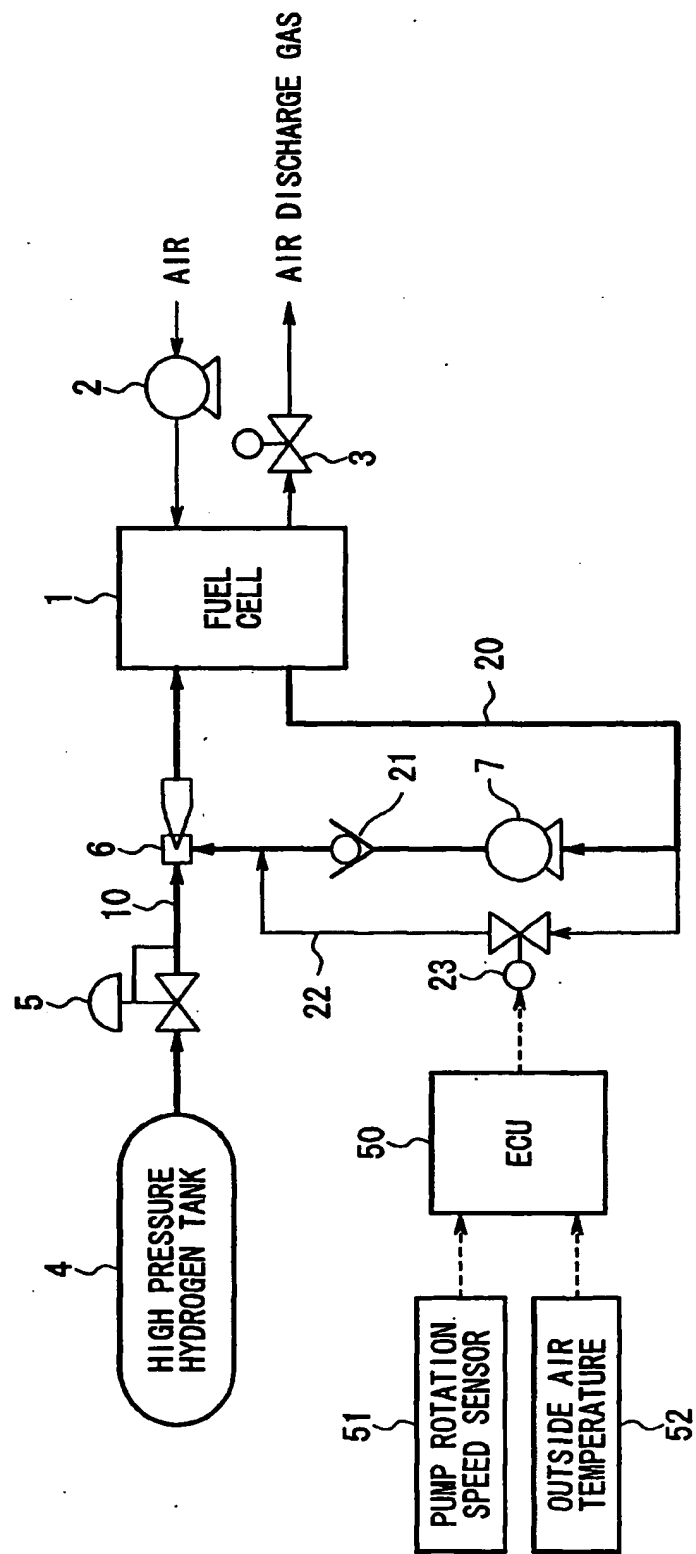 4
HIGH PRESSURE
HYDROGEN TANK
5
10
6
1
FUEL
CELL
2
AIR
3
AIR DISCHARGE GAS
20
21
7
22
23
50
ECU
51
PUMP ROTATION
SPEED SENSOR
OUTSIDE AIR
TEMPERATURE
52